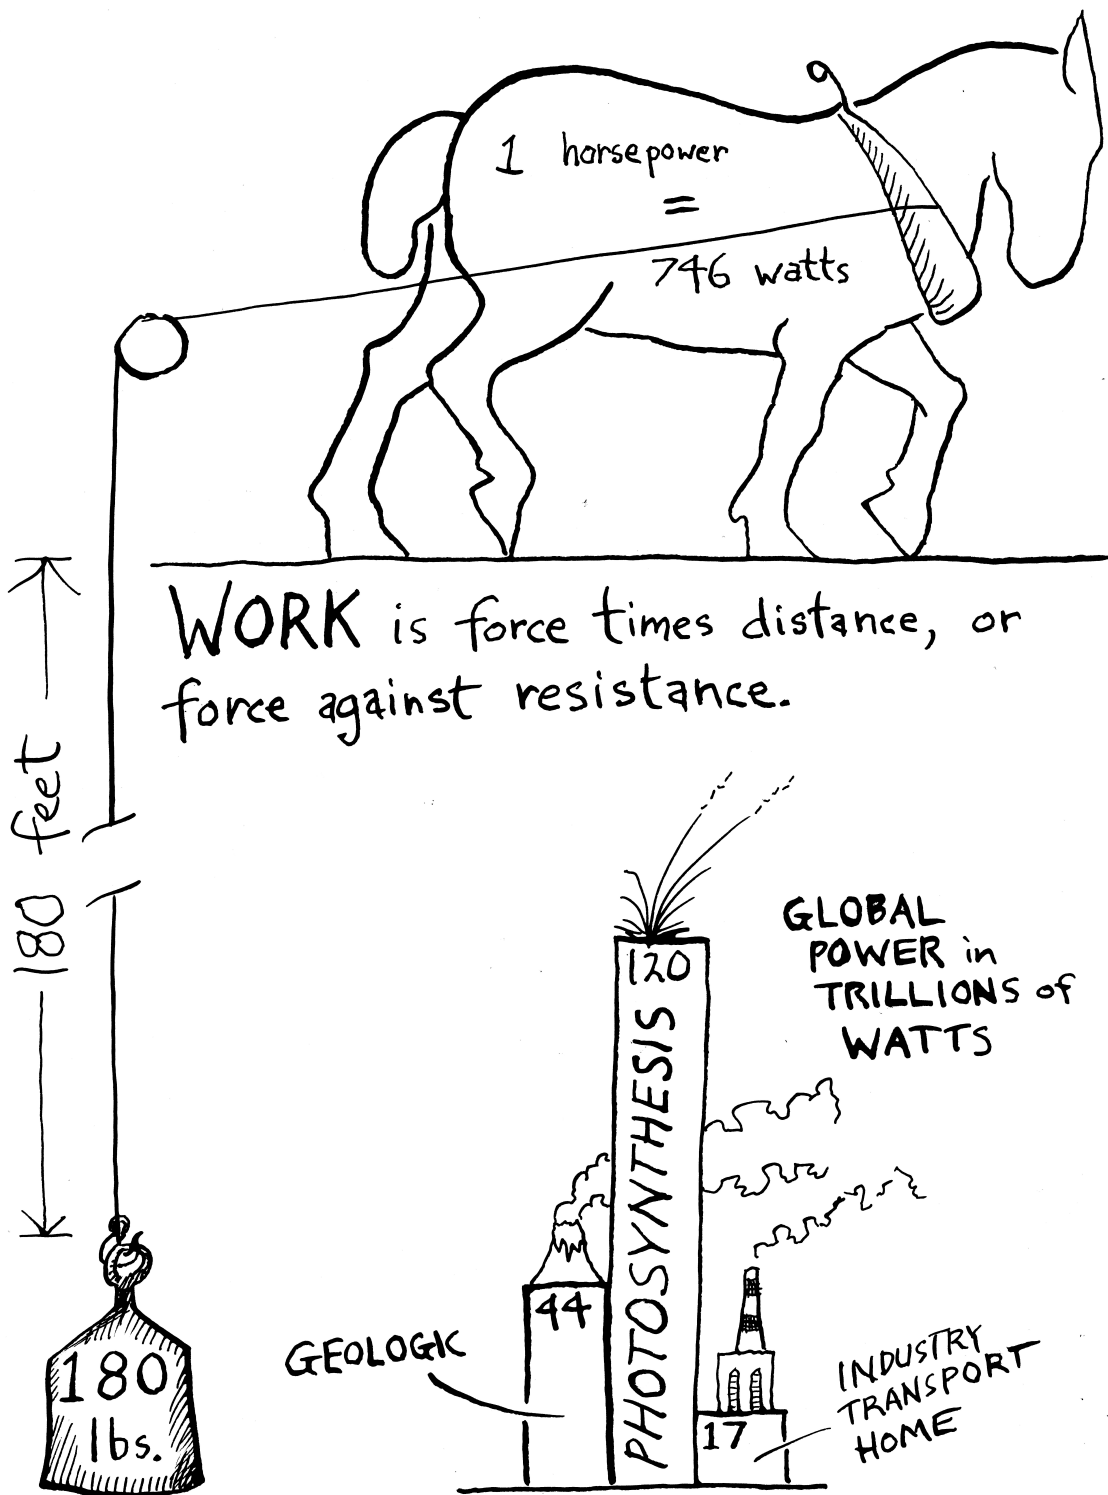 1 horsepower
=
746 watts
WORK is force times distance, or
force against resistance.
180 feet
180
lbs.
GLOBAL
POWER in
TRILLIONS of
WATTS
120
PHOTOSYNTHESIS
44
GEOLOGIC
17
INDUSTRY
TRANSPORT
HOME